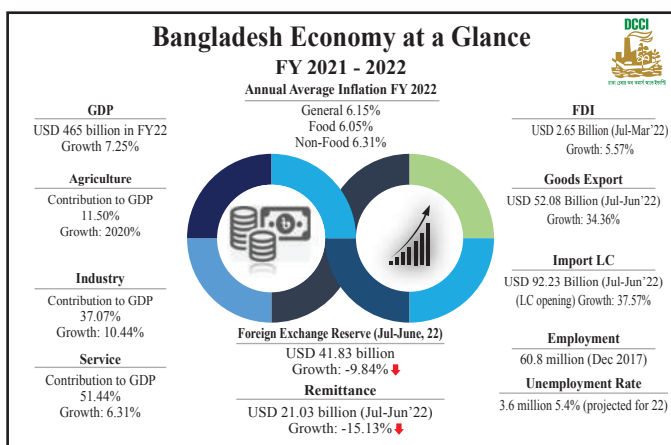 DCCI
ঢাকা চেম্বার অব কমার্স অ্যান্ড ইন্ডাস্ট্রি
Bangladesh Economy at a Glance
FY 2021 - 2022
Annual Average Inflation FY 2022
General 6.15%
Food 6.05%
Non-Food 6.31%
GDP
USD 465 billion in FY22
Growth 7.25%
Agriculture
Contribution to GDP
11.50%
Growth: 2020%
Industry
Contribution to GDP
37.07%
Growth: 10.44%
Service
Contribution to GDP
51.44%
Growth: 6.31%
৳
Foreign Exchange Reserve (Jul-June, 22)
USD 41.83 billion
Growth: -9.84%
Remittance
USD 21.03 billion (Jul-Jun'22)
Growth: -15.13%
FDI
USD 2.65 Billion (Jul-Mar'22)
Growth: 5.57%
Goods Export
USD 52.08 Billion (Jul-Jun'22)
Growth: 34.36%
Import LC
USD 92.23 Billion (Jul-Jun'22)
(LC opening) Growth: 37.57%
Employment
60.8 million (Dec 2017)
Unemployment Rate
3.6 million 5.4% (projected for 22)